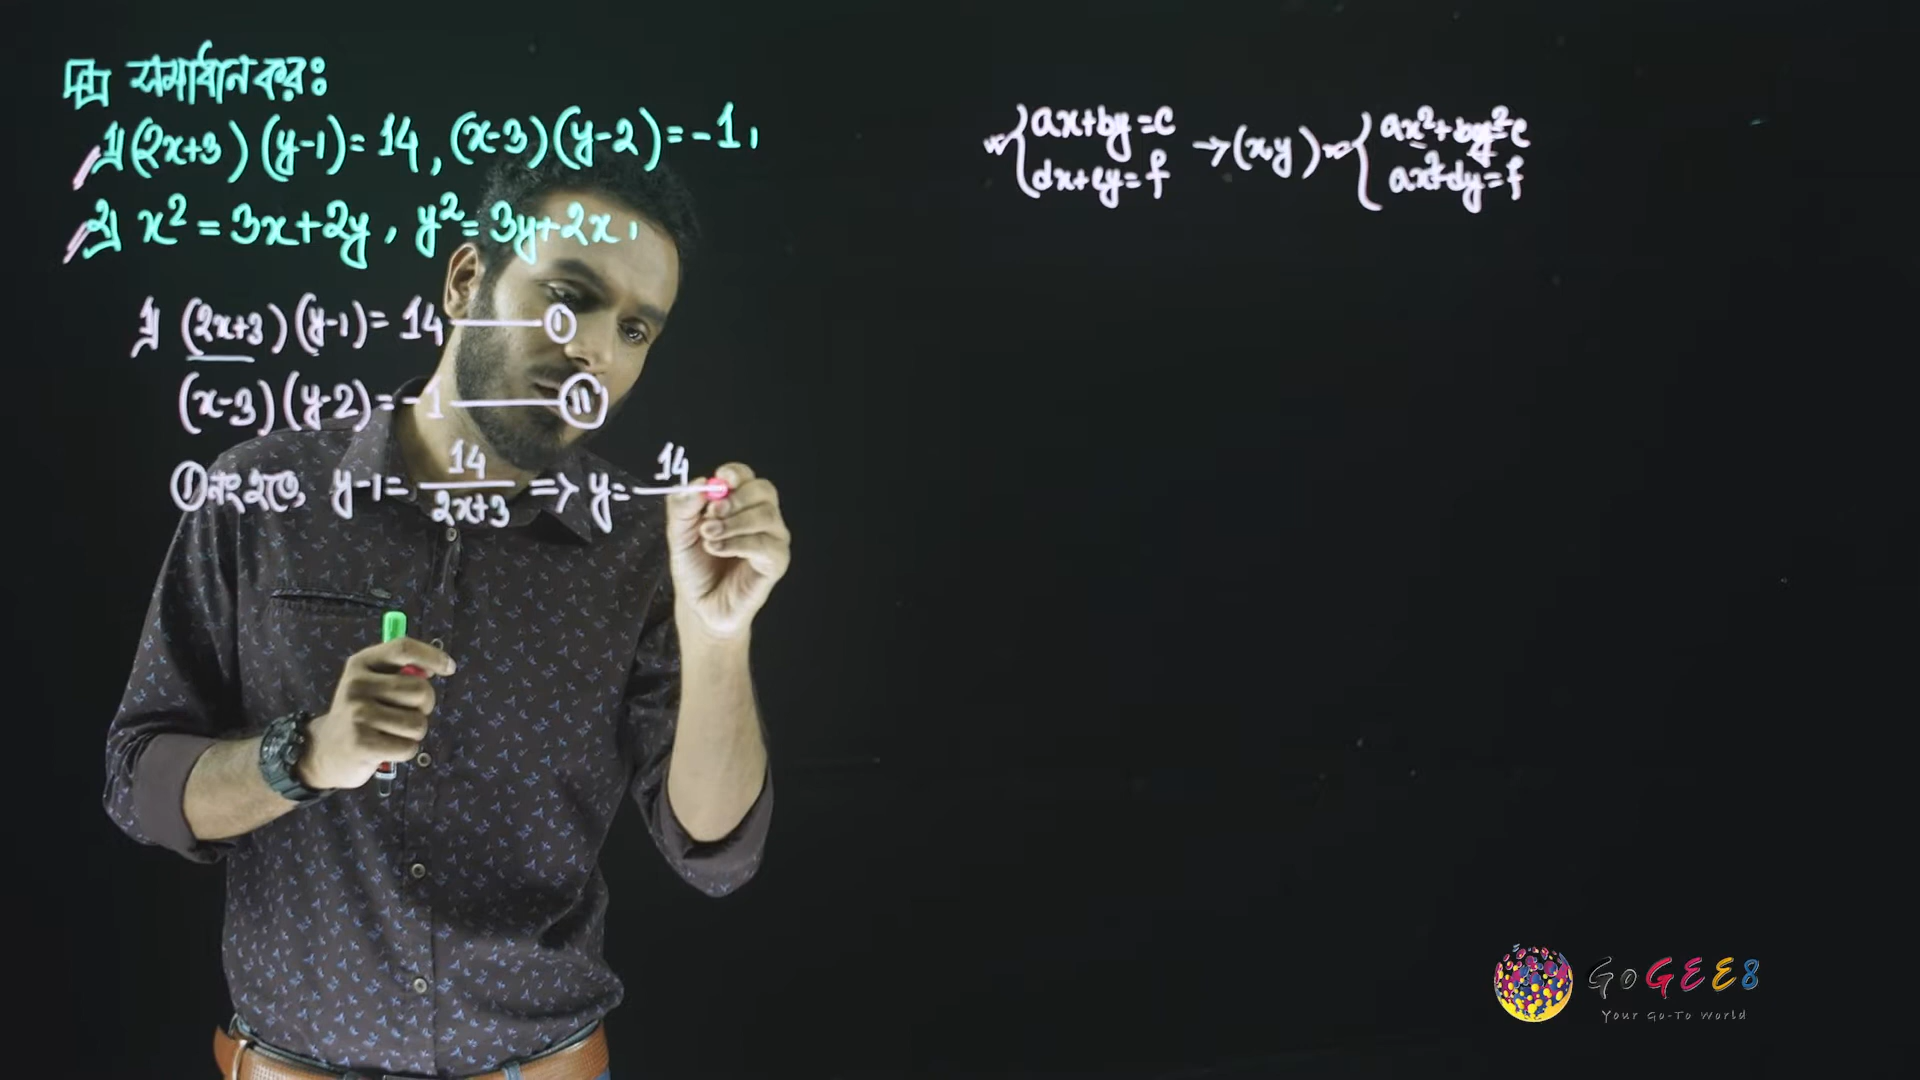 সমাধান কর:
১। (2x+3)(y-1)=14, (x-3)(y-2)=-1।
২। x²=3x+2y, y²=3y+2x।
১। (2x+3)(y-1)=14 —— (i)
(x-3)(y-2)=-1 —— (ii)
(i) নং হতে, y-1= 14/(2x+3) => y= 14/
{ax+by=c
dx+ey=f
→(x,y)
{ax²+by²=c
ax²+dy=f
GoGEE8
Your Go-To World